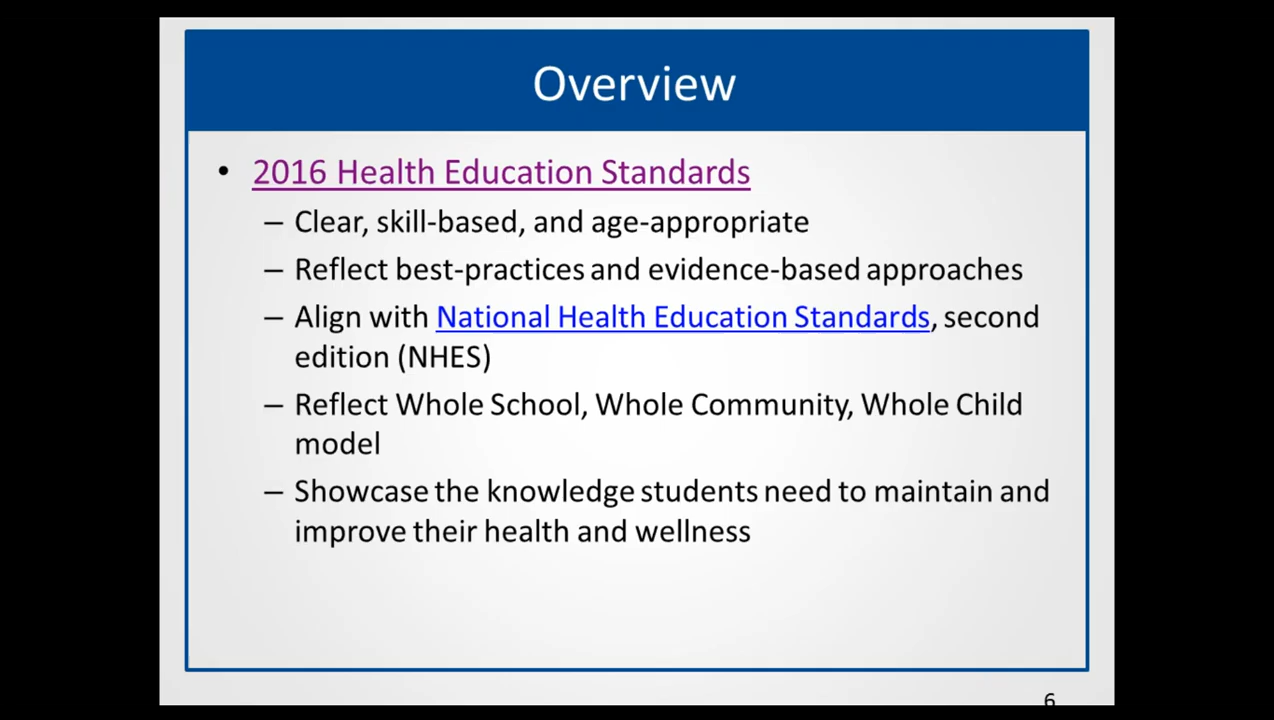 Overview
• 2016 Health Education Standards
– Clear, skill-based, and age-appropriate
– Reflect best-practices and evidence-based approaches
– Align with National Health Education Standards, second
edition (NHES)
– Reflect Whole School, Whole Community, Whole Child
model
– Showcase the knowledge students need to maintain and
improve their health and wellness
6